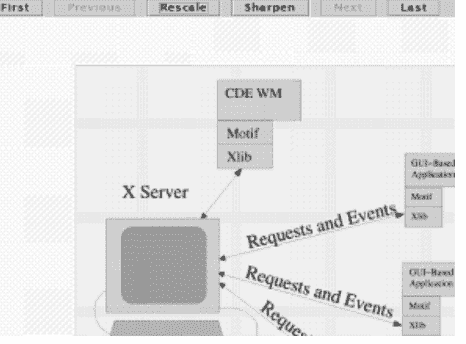 First Previous Rescale Sharpen Next Last
CDE WM
Motif
Xlib
X Server
GUI-Based
Application
Motif
Xlib
Requests and Events
Requests and Events
GUI-Based
Application
Motif
Xlib
Reques